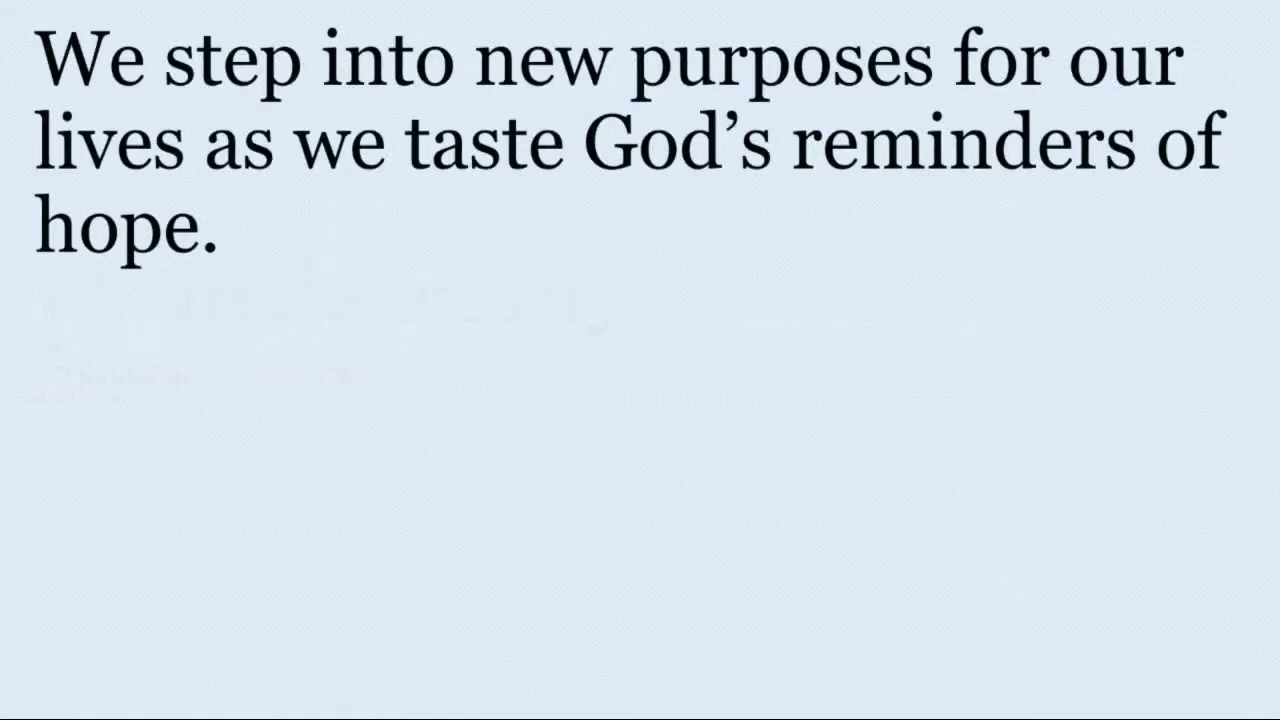 We step into new purposes for our
lives as we taste God’s reminders of
hope.